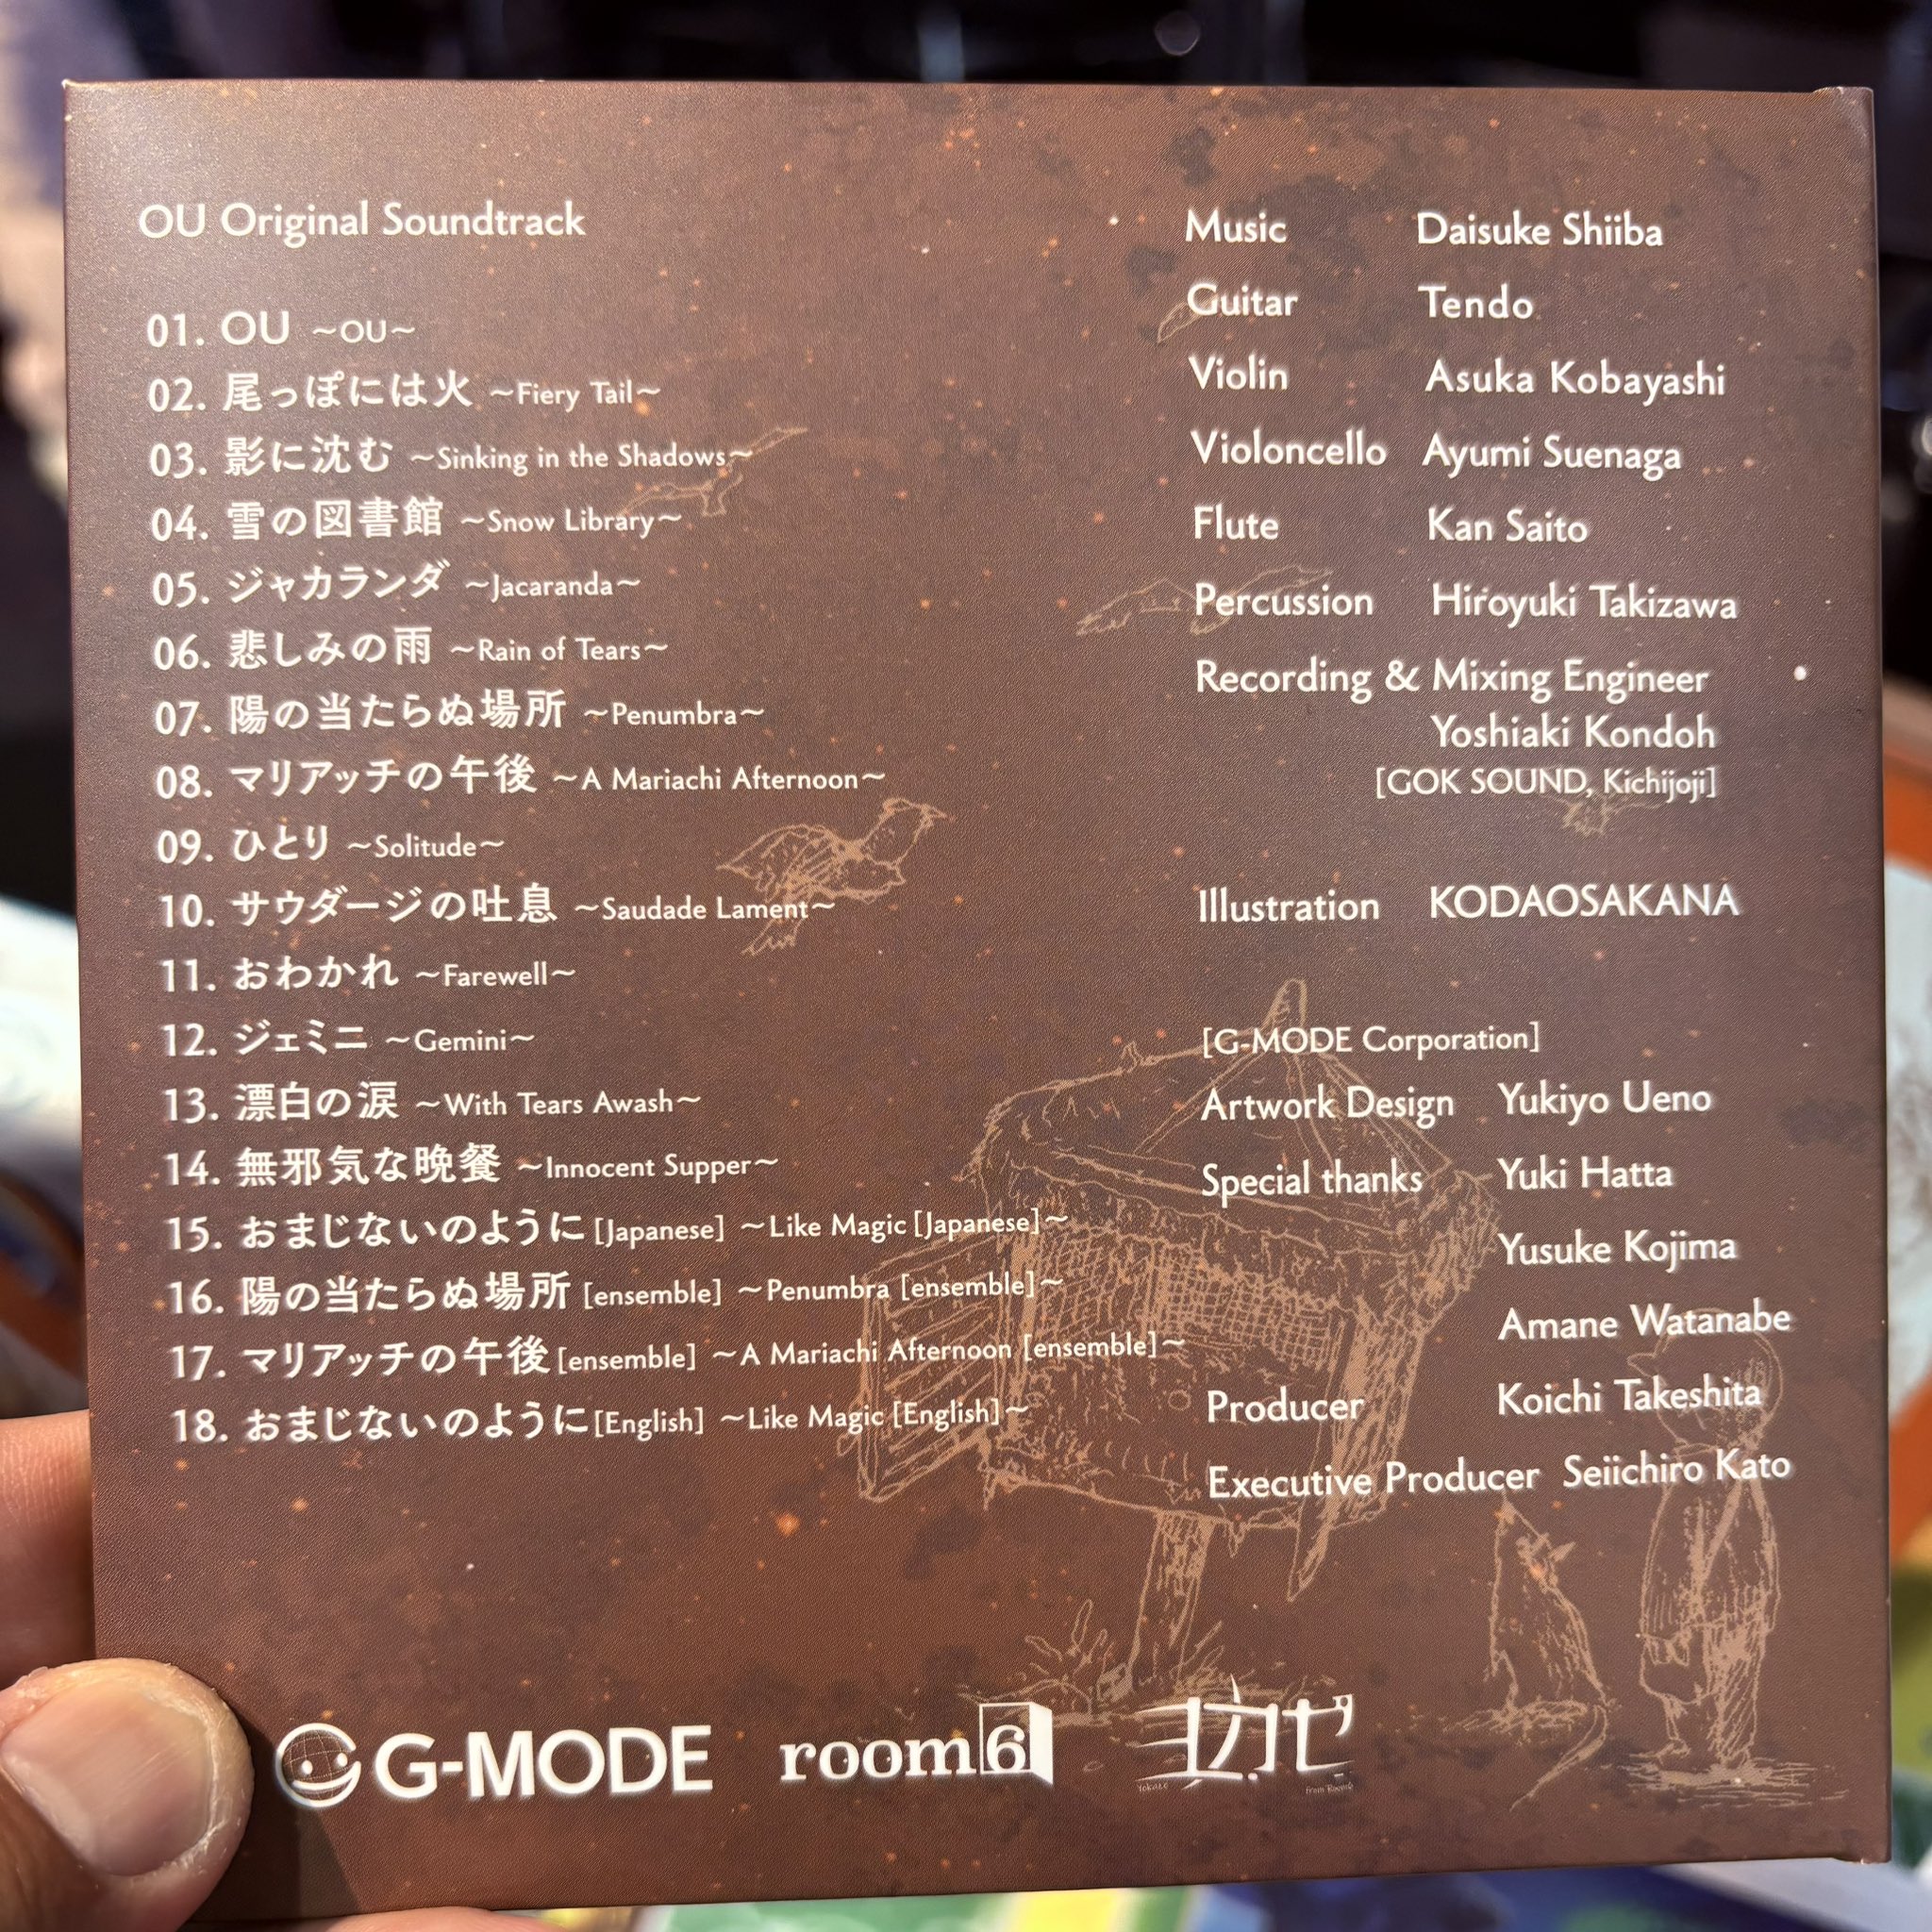 OU Original Soundtrack
01. OU ~OU~
02. 尾っぽには火 ~Fiery Tail~
03. 影に沈む ~Sinking in the Shadows~
04. 雪の図書館 ~Snow Library~
05. ジャカランダ ~Jacaranda~
06. 悲しみの雨 ~Rain of Tears~
07. 陽の当たらぬ場所 ~Penumbra~
08. マリアッチの午後 ~A Mariachi Afternoon~
09. ひとり ~Solitude~
10. サウダージの吐息 ~Saudade Lament~
11. おわかれ ~Farewell~
12. ジェミニ ~Gemini~
13. 漂白の涙 ~With Tears Awash~
14. 無邪気な晩餐 ~Innocent Supper~
15. おまじないのように [Japanese] ~Like Magic [Japanese]~
16. 陽の当たらぬ場所 [ensemble] ~Penumbra [ensemble]~
17. マリアッチの午後 [ensemble] ~A Mariachi Afternoon [ensemble]~
18. おまじないのように [English] ~Like Magic [English]~
Music Daisuke Shiiba
Guitar Tendo
Violin Asuka Kobayashi
Violoncello Ayumi Suenaga
Flute Kan Saito
Percussion Hiroyuki Takizawa
Recording & Mixing Engineer
Yoshiaki Kondoh
[GOK SOUND, Kichijoji]
Illustration KODAOSAKANA
[G-MODE Corporation]
Artwork Design Yukiyo Ueno
Special thanks Yuki Hatta
Yusuke Kojima
Amane Watanabe
Producer Koichi Takeshita
Executive Producer Seiichiro Kato
G-MODE
room6
ヨカゼ
Yokaze
from Room6